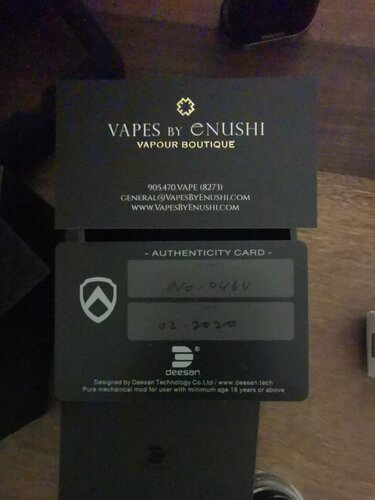 VAPES BY ENUSHI
VAPOUR BOUTIQUE
905.470.VAPE (8273)
GENERAL@VAPESBYENUSHI.COM
WWW.VAPESBYENUSHI.COM
- AUTHENTICITY CARD -
No-0464
02-2020
®
deesan
Designed by Deesan Technology Co.Ltd / www.deesan.tech
Pure mechanical mod for user with minimum age 18 years or above